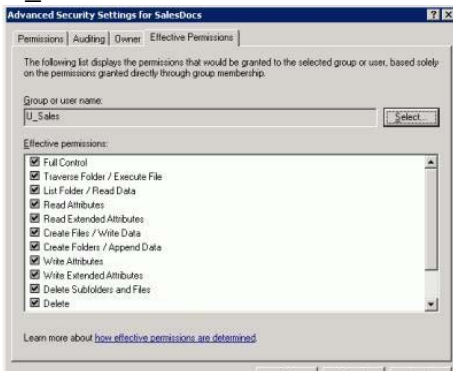 Advanced Security Settings for SalesDocs
Permissions Auditing Owner Effective Permissions
The following list displays the permissions that would be granted to the selected group or user, based solely
on the permissions granted directly through group membership.
Group or user name:
U_Sales
Select...
Effective permissions:
Full Control
Traverse Folder / Execute File
List Folder / Read Data
Read Attributes
Read Extended Attributes
Create Files / Write Data
Create Folders / Append Data
Write Attributes
Write Extended Attributes
Delete Subfolders and Files
Delete
Learn more about how effective permissions are determined.